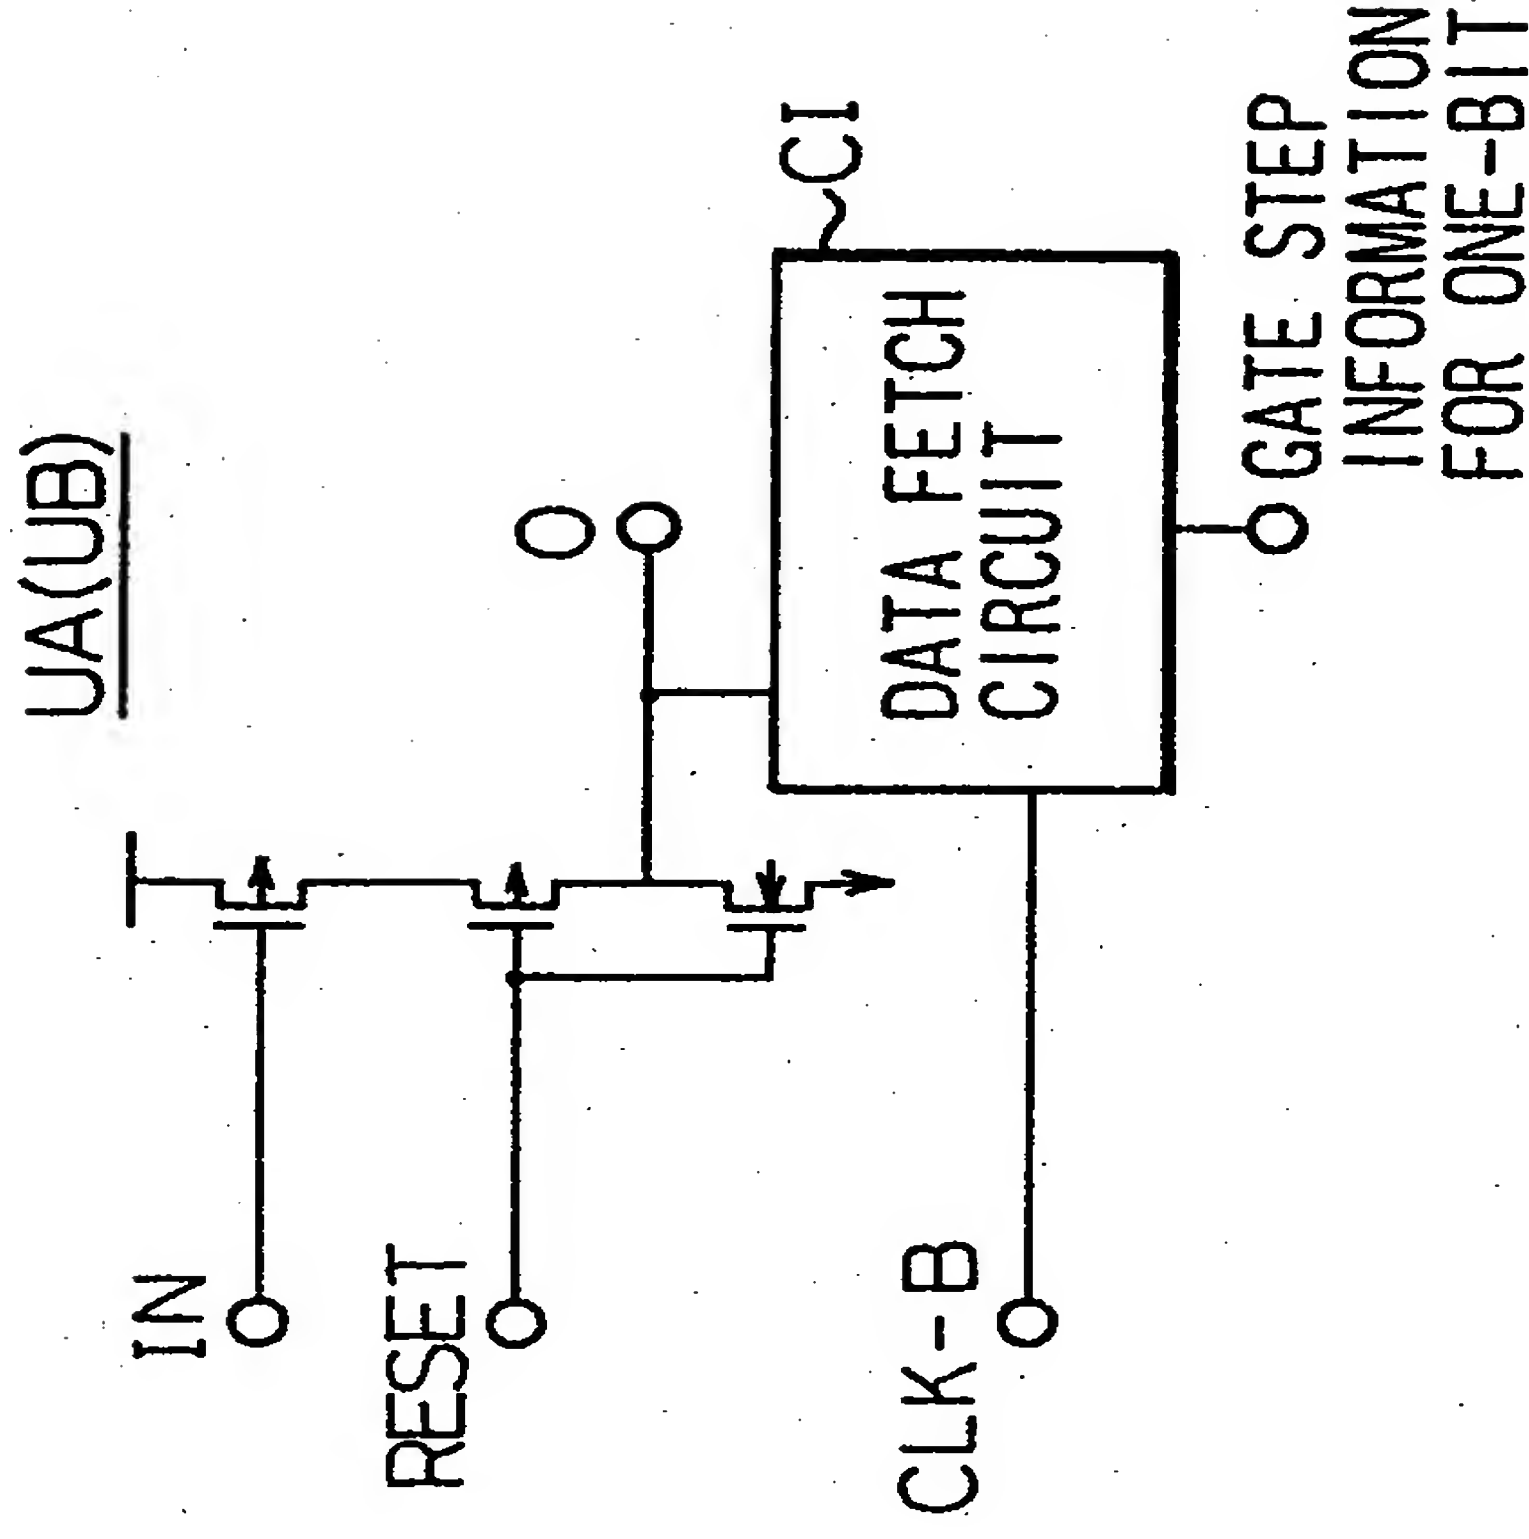 UA(UB)
IN
RESET
CLK-B
O
DATA FETCH
CIRCUIT
CI
GATE STEP
INFORMATION
FOR ONE-BIT